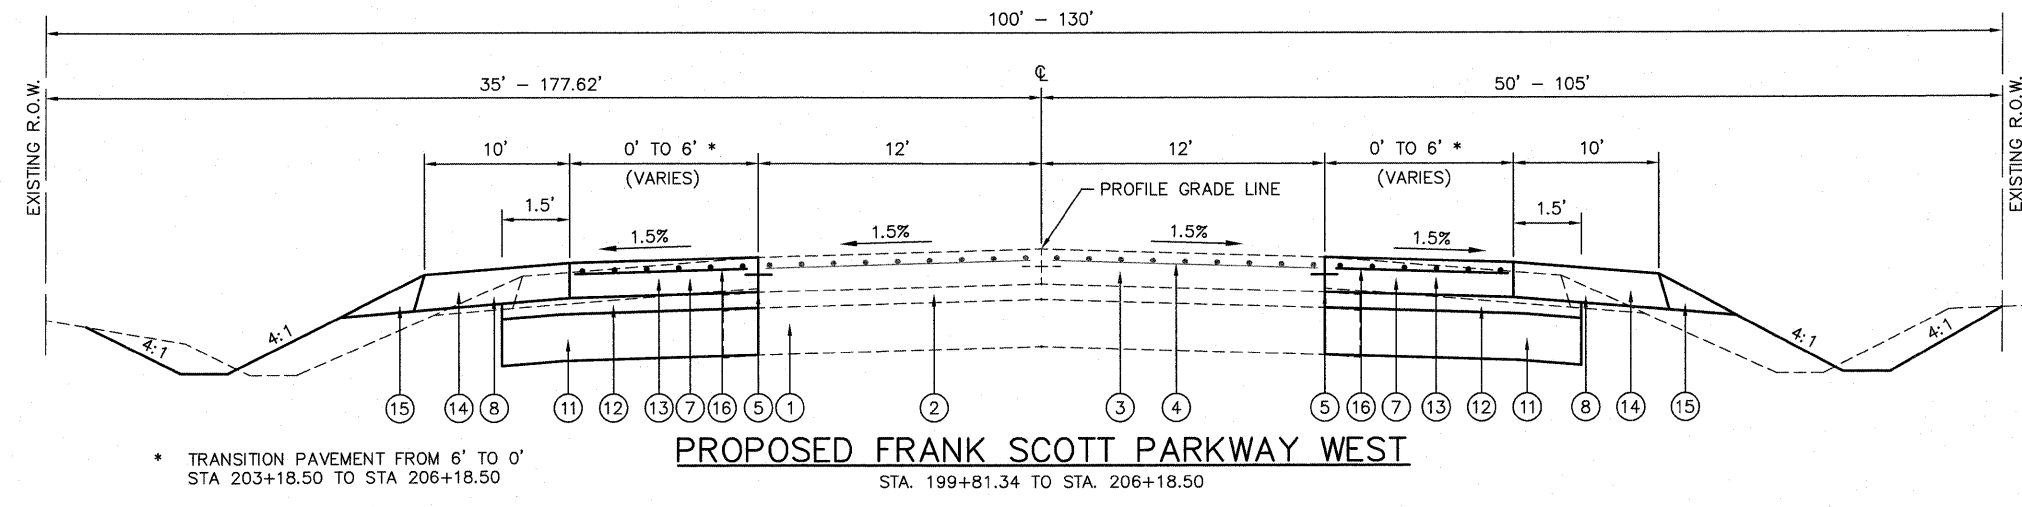 100' – 130'
℄
35' – 177.62'
50' – 105'
EXISTING R.O.W.
EXISTING R.O.W.
10'
0' TO 6' *
12'
12'
0' TO 6' *
10'
(VARIES)
(VARIES)
PROFILE GRADE LINE
1.5'
1.5'
1.5%
1.5%
1.5%
1.5%
4:1
4:1
4:1
4:1
15
14
8
11
12
13
7
16
5
1
2
3
4
5
16
7
13
12
11
8
14
15
PROPOSED FRANK SCOTT PARKWAY WEST
STA. 199+81.34 TO STA. 206+18.50
* TRANSITION PAVEMENT FROM 6' TO 0'
STA 203+18.50 TO STA 206+18.50